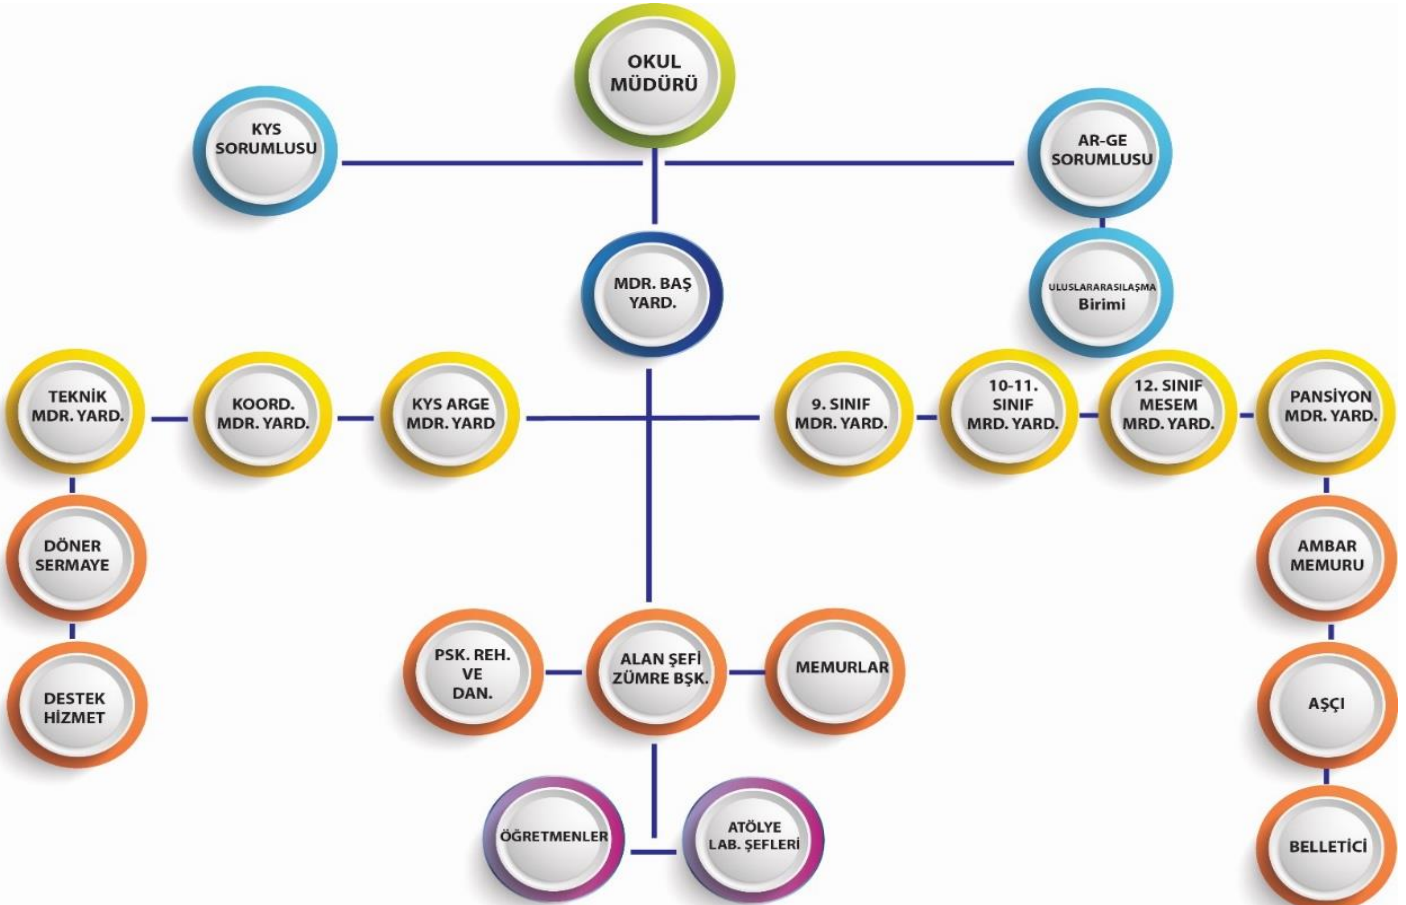 OKUL
MÜDÜRÜ
KYS
SORUMLUSU
AR-GE
SORUMLUSU
MDR. BAŞ
YARD.
ULUSLARARASILAŞMA
Birimi
TEKNİK
MDR. YARD.
KOORD.
MDR. YARD.
KYS ARGE
MDR. YARD
9. SINIF
MDR. YARD.
10-11.
SINIF
MRD. YARD.
12. SINIF
MESEM
MRD. YARD.
PANSİYON
MDR. YARD.
DÖNER
SERMAYE
AMBAR
MEMURU
PSK. REH.
VE
DAN.
ALAN ŞEFİ
ZÜMRE BŞK.
MEMURLAR
DESTEK
HİZMET
AŞÇI
ÖĞRETMENLER
ATÖLYE
LAB. ŞEFLERİ
BELLETİCİ